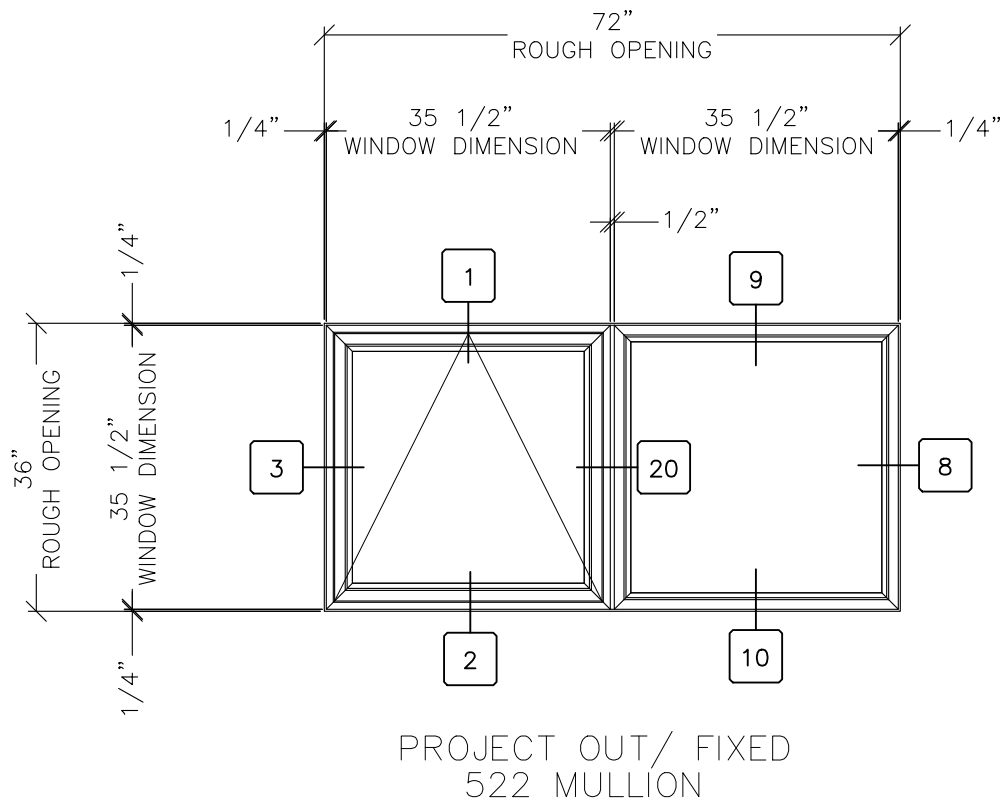 72"
ROUGH OPENING
1/4"
35 1/2"
WINDOW DIMENSION
35 1/2"
WINDOW DIMENSION
1/4"
1/2"
1/4"
1
9
36"
ROUGH OPENING
35 1/2"
WINDOW DIMENSION
3
20
8
2
10
1/4"
PROJECT OUT/ FIXED
522 MULLION